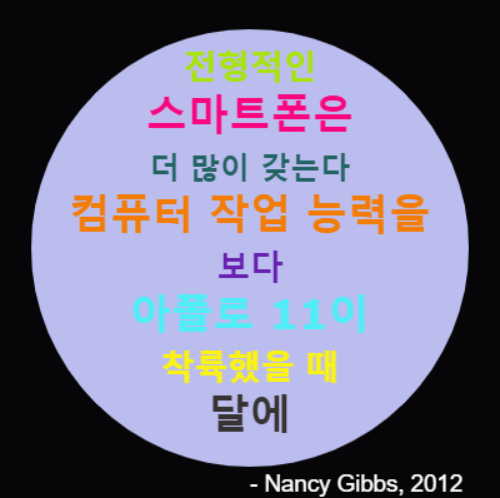 전형적인
스마트폰은
더 많이 갖는다
컴퓨터 작업 능력을
보다
아폴로 11이
착륙했을 때
달에
- Nancy Gibbs, 2012